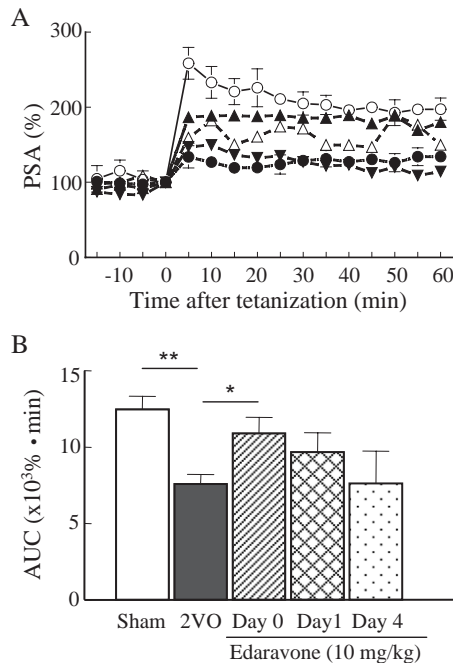 A
300
200
100
PSA (%)
-10 0 10 20 30 40 50 60
Time after tetanization (min)
B
** 
*
15
10
5
0
AUC (x10³% • min)
Sham 2VO Day 0 Day1 Day 4
Edaravone (10 mg/kg)